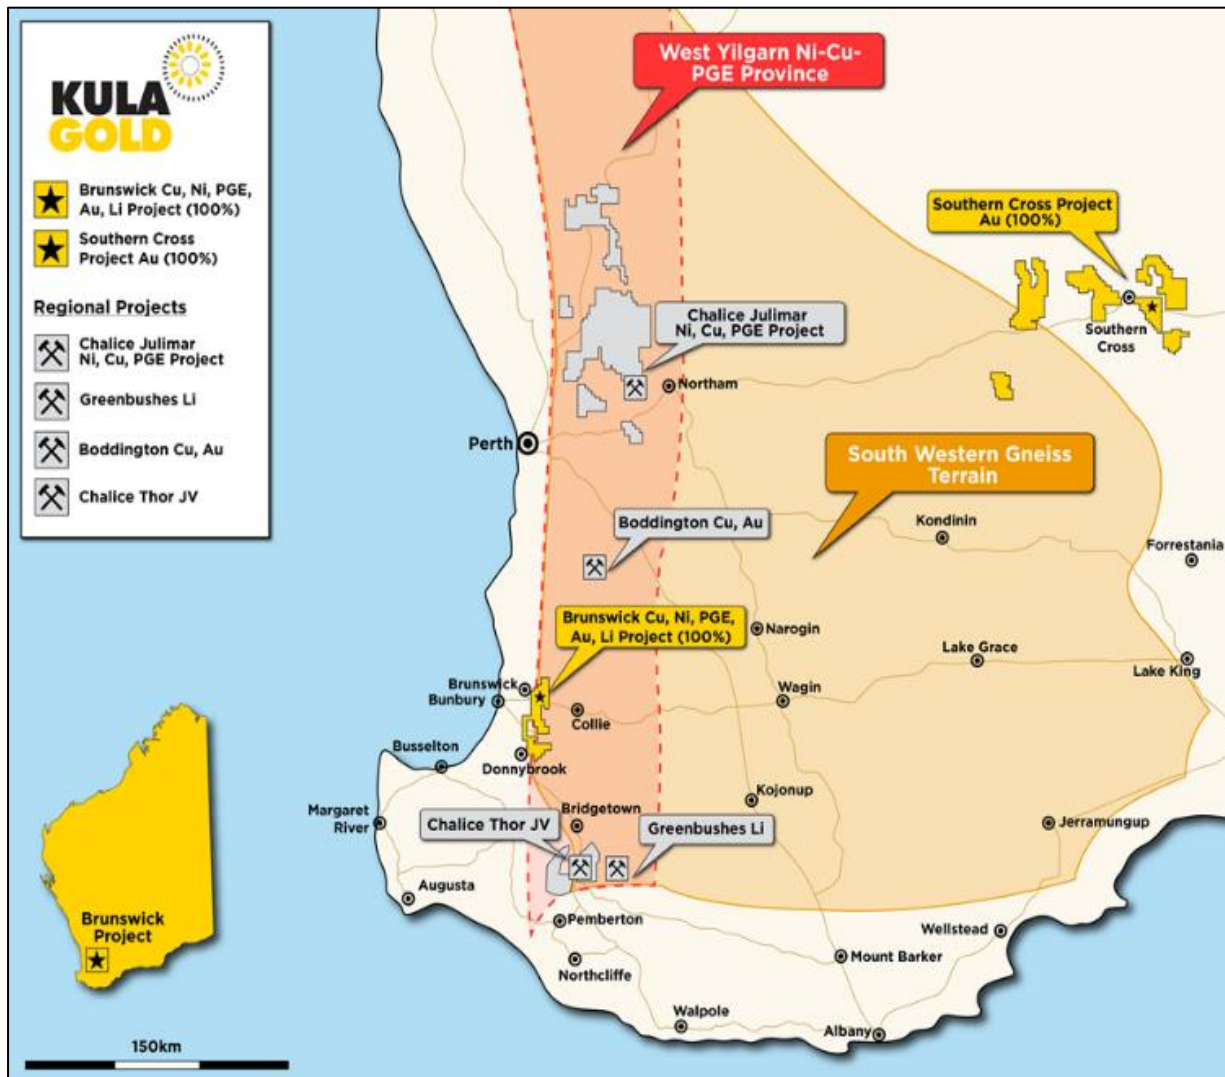 KULA
GOLD
Brunswick Cu, Ni, PGE,
Au, Li Project (100%)
Southern Cross
Project Au (100%)
Regional Projects
Chalice Julimar
Ni, Cu, PGE Project
Greenbushes Li
Boddington Cu, Au
Chalice Thor JV
West Yilgarn Ni-Cu-
PGE Province
Southern Cross Project
Au (100%)
Southern
Cross
Chalice Julimar
Ni, Cu, PGE Project
Northam
Perth
South Western Gneiss
Terrain
Kondinin
Forrestania
Boddington Cu, Au
Brunswick Cu, Ni, PGE,
Au, Li Project (100%)
Narogin
Lake Grace
Lake King
Brunswick
Bunbury
Collie
Wagin
Busselton
Donnybrook
Margaret
River
Bridgetown
Kojonup
Jerramungup
Chalice Thor JV
Greenbushes Li
Augusta
Pemberton
Wellstead
Mount Barker
Northcliffe
Walpole
Albany
Brunswick
Project
150km